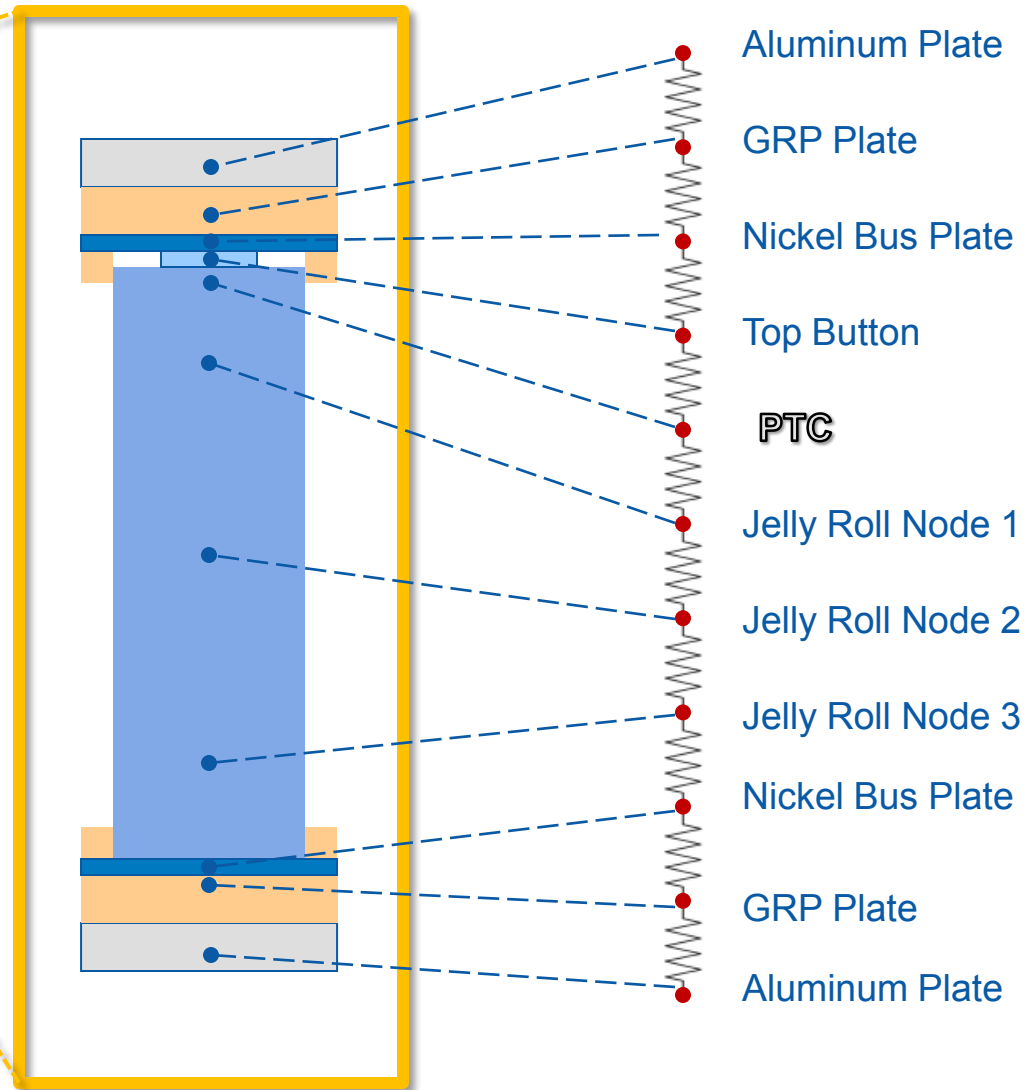 Aluminum Plate
GRP Plate
Nickel Bus Plate
Top Button
PTC
Jelly Roll Node 1
Jelly Roll Node 2
Jelly Roll Node 3
Nickel Bus Plate
GRP Plate
Aluminum Plate